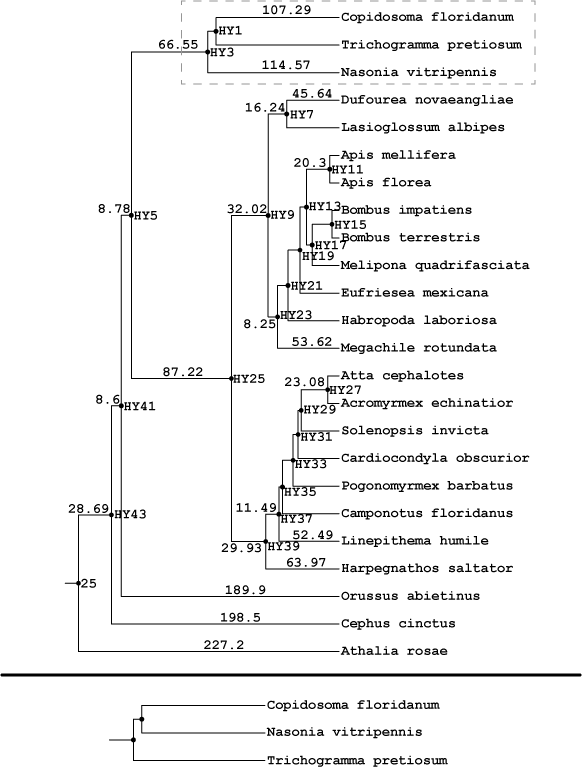 107.29 Copidosoma floridanum
HY1
66.55 Trichogramma pretiosum
HY3
114.57 Nasonia vitripennis
45.64 Dufourea novaeangliae
16.24 HY7
Lasioglossum albipes
Apis mellifera
20.3 HY11
Apis florea
8.78 HY5 32.02 HY9 HY13 Bombus impatiens
HY15
Bombus terrestris
HY17
HY19
Melipona quadrifasciata
HY21
Eufriesea mexicana
HY23
8.25 Habropoda laboriosa
53.62 Megachile rotundata
87.22 HY25
Atta cephalotes
23.08 HY27
8.6 HY41 Acromyrmex echinatior
HY29
Solenopsis invicta
HY31
Cardiocondyla obscurior
HY33
Pogonomyrmex barbatus
HY35
28.69 HY43 11.49 Camponotus floridanus
HY37
52.49 Linepithema humile
29.93 HY39
63.97 Harpegnathos saltator
25
189.9 Orussus abietinus
198.5 Cephus cinctus
227.2 Athalia rosae
Copidosoma floridanum
Nasonia vitripennis
Trichogramma pretiosum